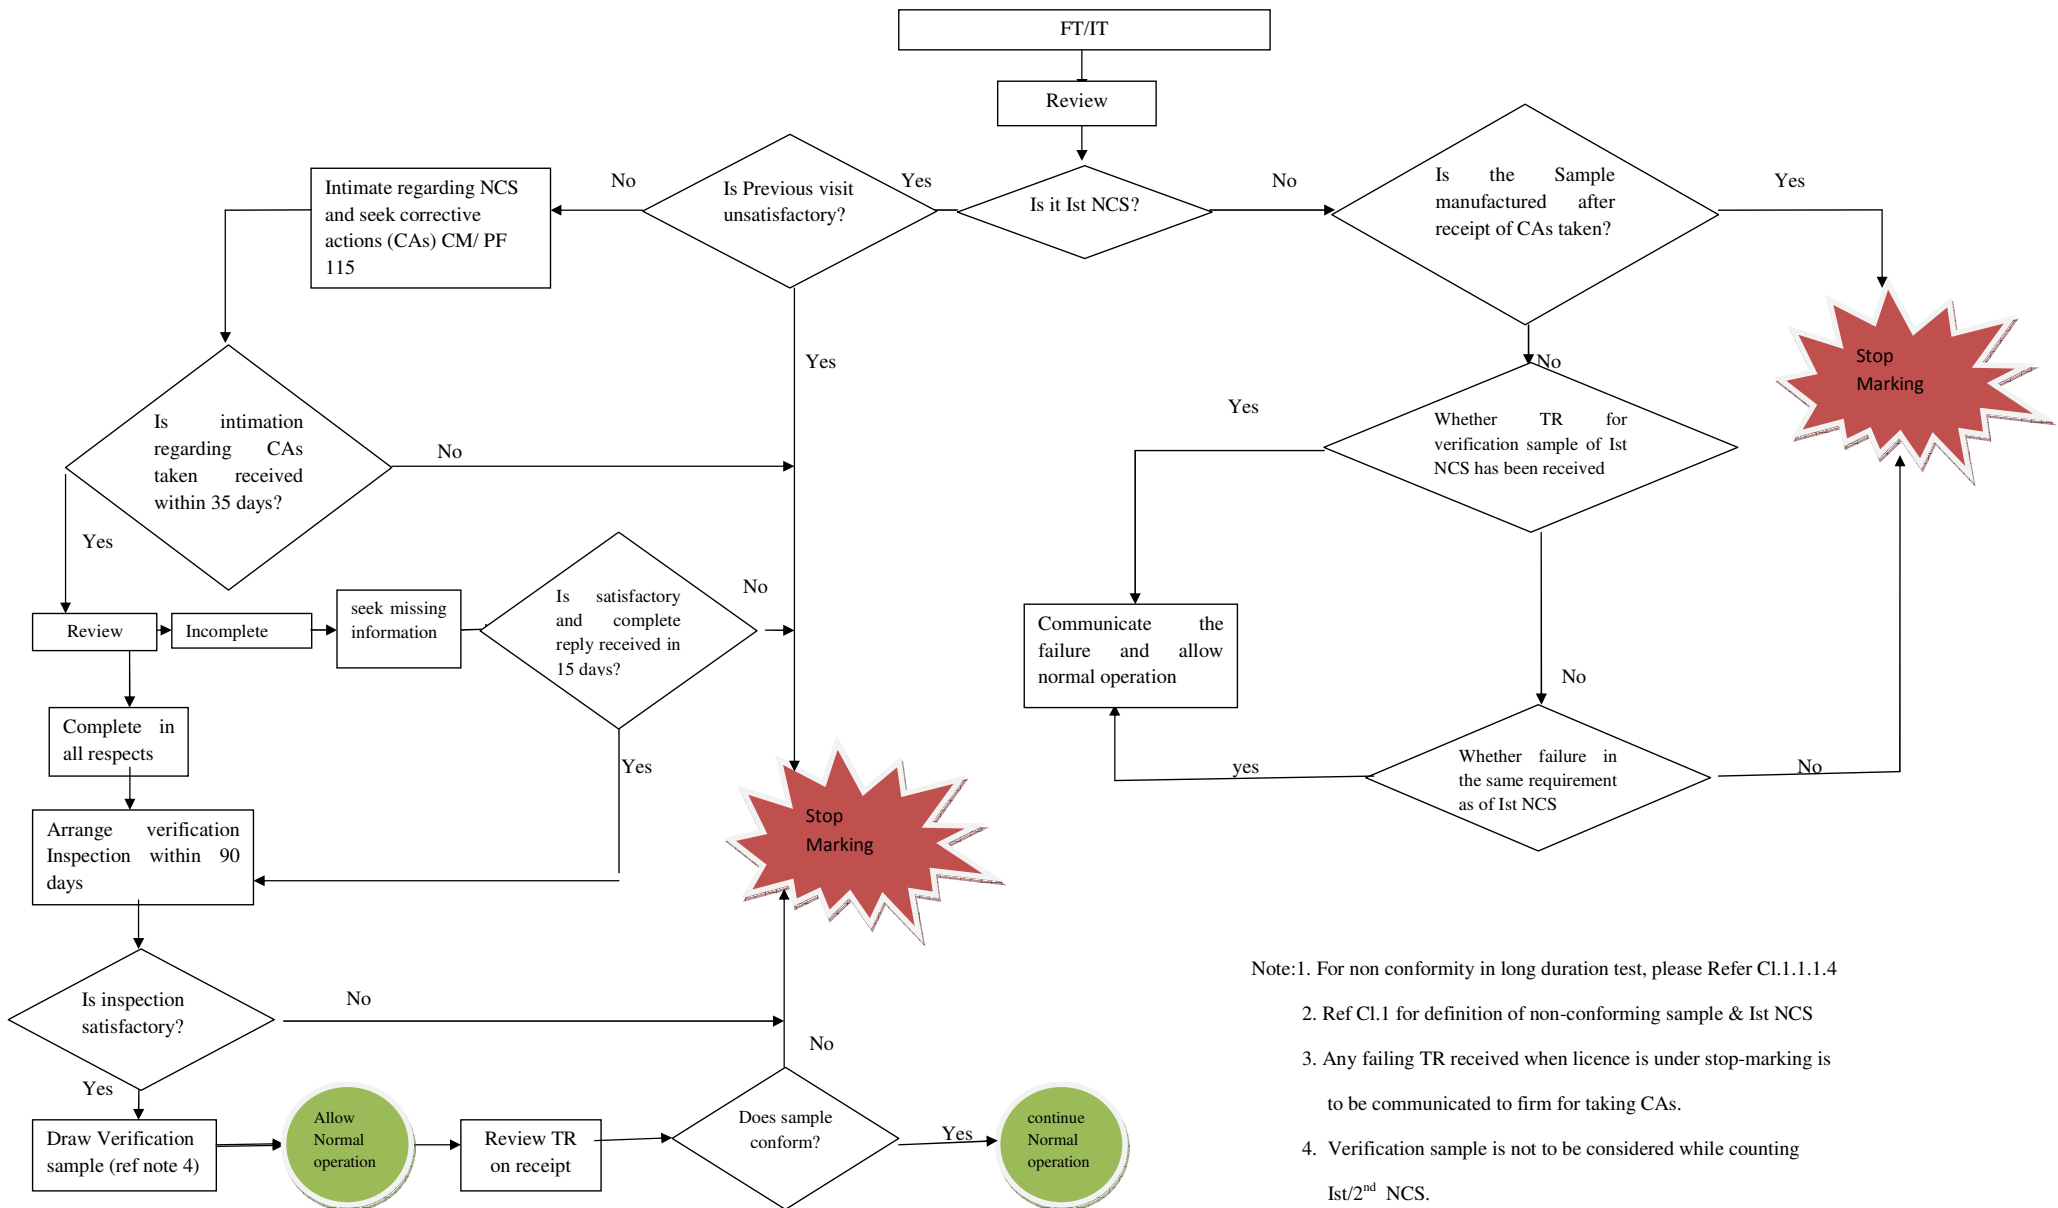 FT/IT
Review
Is it Ist NCS?
Yes
No
Is Previous visit
unsatisfactory?
No
Yes
Intimate regarding NCS
and seek corrective
actions (CAs) CM/ PF
115
Is intimation
regarding CAs
taken received
within 35 days?
No
Yes
Review
Incomplete
seek missing
information
Is satisfactory
and complete
reply received in
15 days?
No
Yes
Complete in
all respects
Arrange verification
Inspection within 90
days
Stop
Marking
Is inspection
satisfactory?
No
Yes
Draw Verification
sample (ref note 4)
Allow
Normal
operation
Review TR
on receipt
Does sample
conform?
No
Yes
continue
Normal
operation
Is the Sample
manufactured after
receipt of CAs taken?
Yes
No
Stop
Marking
Whether TR for
verification sample of Ist
NCS has been received
Yes
No
Communicate the
failure and allow
normal operation
Whether failure in
the same requirement
as of Ist NCS
yes
No
Note:1. For non conformity in long duration test, please Refer Cl.1.1.1.4
2. Ref Cl.1 for definition of non-conforming sample & Ist NCS
3. Any failing TR received when licence is under stop-marking is
to be communicated to firm for taking CAs.
4. Verification sample is not to be considered while counting
Ist/2nd NCS.